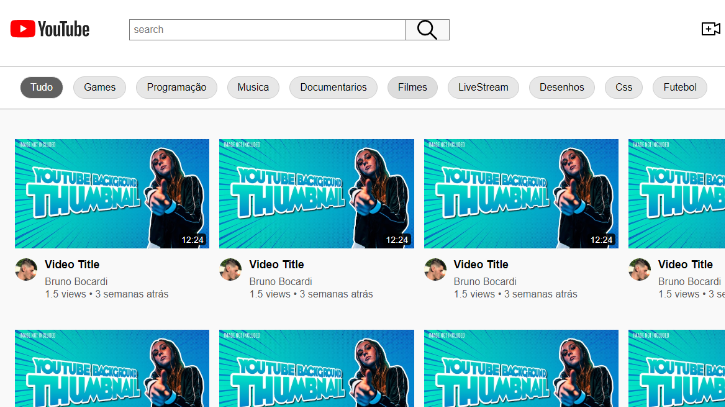 YouTube
search
Tudo Games Programação Musica Documentarios Filmes LiveStream Desenhos Css Futebol
YOUTUBE BACKGROUND YOUTUBE BACKGROUND YOUTUBE BACKGROUND YOUTUBE BACKGROUND
THUMBNAIL THUMBNAIL THUMBNAIL THUMBNAIL
12:24 12:24 12:24
Video Title Video Title Video Title Video Title
Bruno Bocardi Bruno Bocardi Bruno Bocardi Bruno Bocardi
1.5 views • 3 semanas atrás 1.5 views • 3 semanas atrás 1.5 views • 3 semanas atrás 1.5 views • 3 se
YOUTUBE BACKGROUND YOUTUBE BACKGROUND YOUTUBE BACKGROUND YOUTUBE BACKGROUND
THUMBNAIL THUMBNAIL THUMBNAIL THUMBNAIL